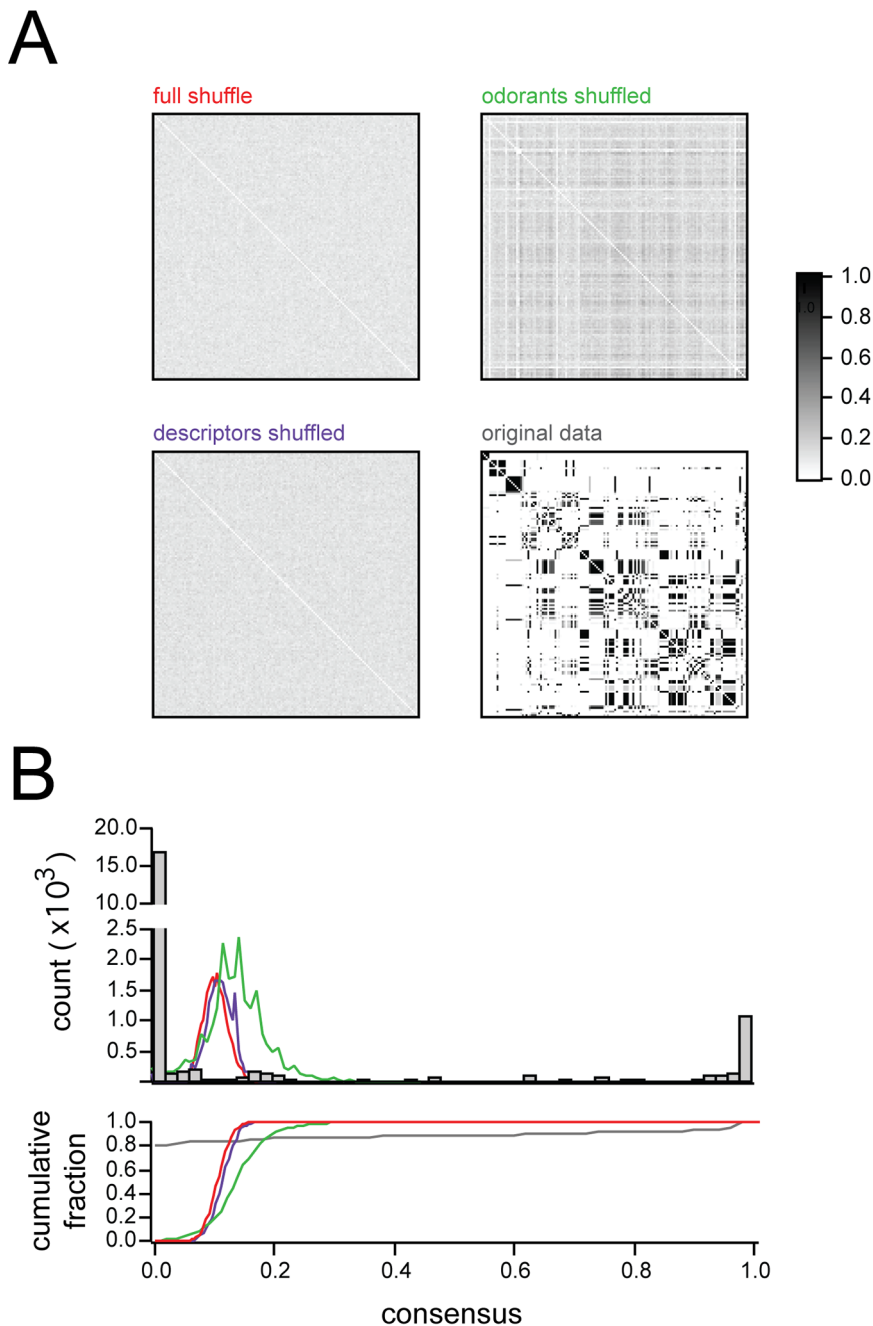 A
full shuffle
odorants shuffled
1.0
0.8
0.6
0.4
0.2
0.0
1.0
descriptors shuffled
original data
B
20.0
15.0
10.0
2.5
2.0
1.5
1.0
0.5
count ( x10³ )
1.0
0.8
0.6
0.4
0.2
0.0
cumulative
fraction
0.0 0.2 0.4 0.6 0.8 1.0
consensus